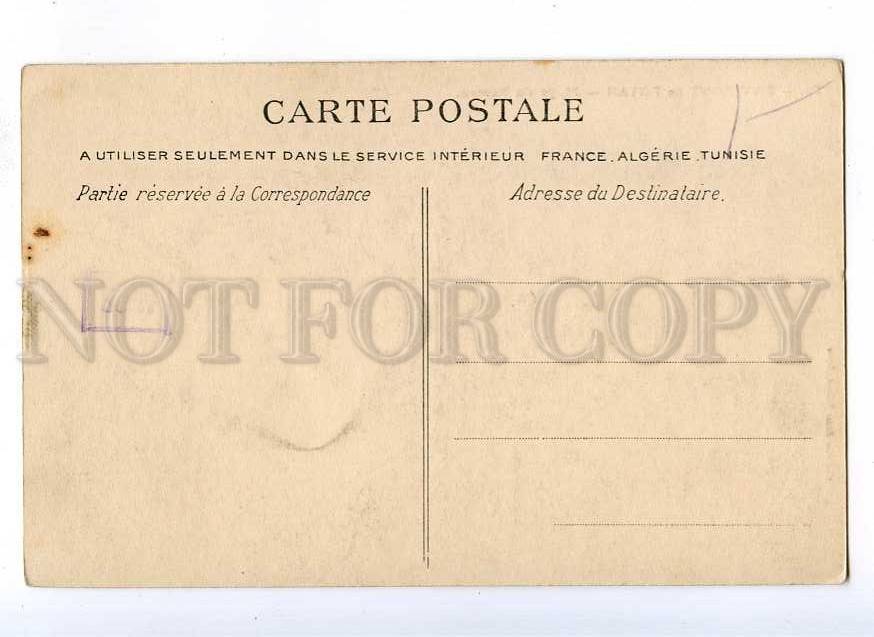 CARTE POSTALE
A UTILISER SEULEMENT DANS LE SERVICE INTÉRIEUR FRANCE. ALGÉRIE. TUNISIE
Partie réservée à la Correspondance
Adresse du Destinataire.
NOT FOR COPY